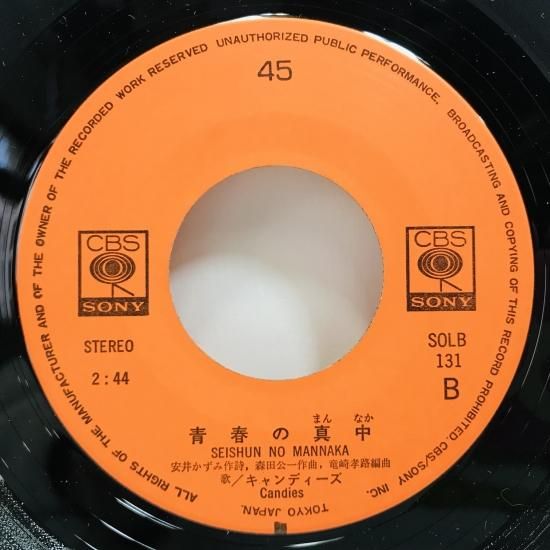 ALL RIGHTS OF THE MANUFACTURER AND OF THE OWNER OF THE RECORDED WORK RESERVED UNAUTHORIZED PUBLIC PERFORMANCE, BROADCASTING AND COPYING OF THIS RECORD PROHIBITED.CBS/SONY INC.
TOKYO JAPAN.
45
CBS
SONY
CBS
SONY
STEREO
2:44
SOLB
131
B
まん なか
青春の真中
SEISHUN NO MANNAKA
安井かずみ作詩, 森田公一作曲, 竜崎孝路編曲
歌/キャンディーズ
Candies